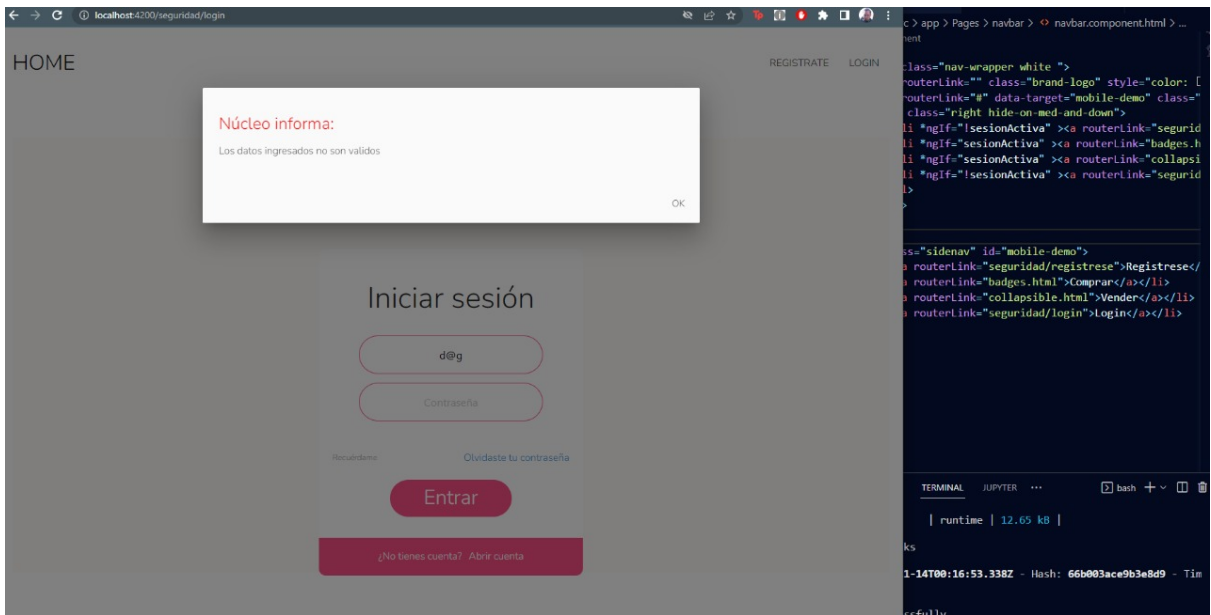 localhost:4200/seguridad/login
HOME
REGISTRATE LOGIN
Núcleo informa:
Los datos ingresados no son validos
OK
Iniciar sesión
d@g
Contraseña
Recuérdame Olvidaste tu contraseña
Entrar
¿No tienes cuenta? Abrir cuenta
c > app > Pages > navbar > <> navbar.component.html > ...
nent
class="nav-wrapper white ">
routerLink="" class="brand-logo" style="color:
routerLink="#" data-target="mobile-demo" class="
class="right hide-on-med-and-down">
li *ngIf="!sesionActiva" ><a routerLink="segurid
li *ngIf="sesionActiva" ><a routerLink="badges.h
li *ngIf="sesionActiva" ><a routerLink="collapsi
li *ngIf="!sesionActiva" ><a routerLink="segurid
l>
>
ss="sidenav" id="mobile-demo">
a routerLink="seguridad/registrese">Registrese</
a routerLink="badges.html">Comprar</a></li>
a routerLink="collapsible.html">Vender</a></li>
a routerLink="seguridad/login">Login</a></li>
TERMINAL JUPYTER ··· bash
| runtime | 12.65 kB |
ks
1-14T00:16:53.338Z - Hash: 66b003ace9b3e8d9 - Tim
ssfully